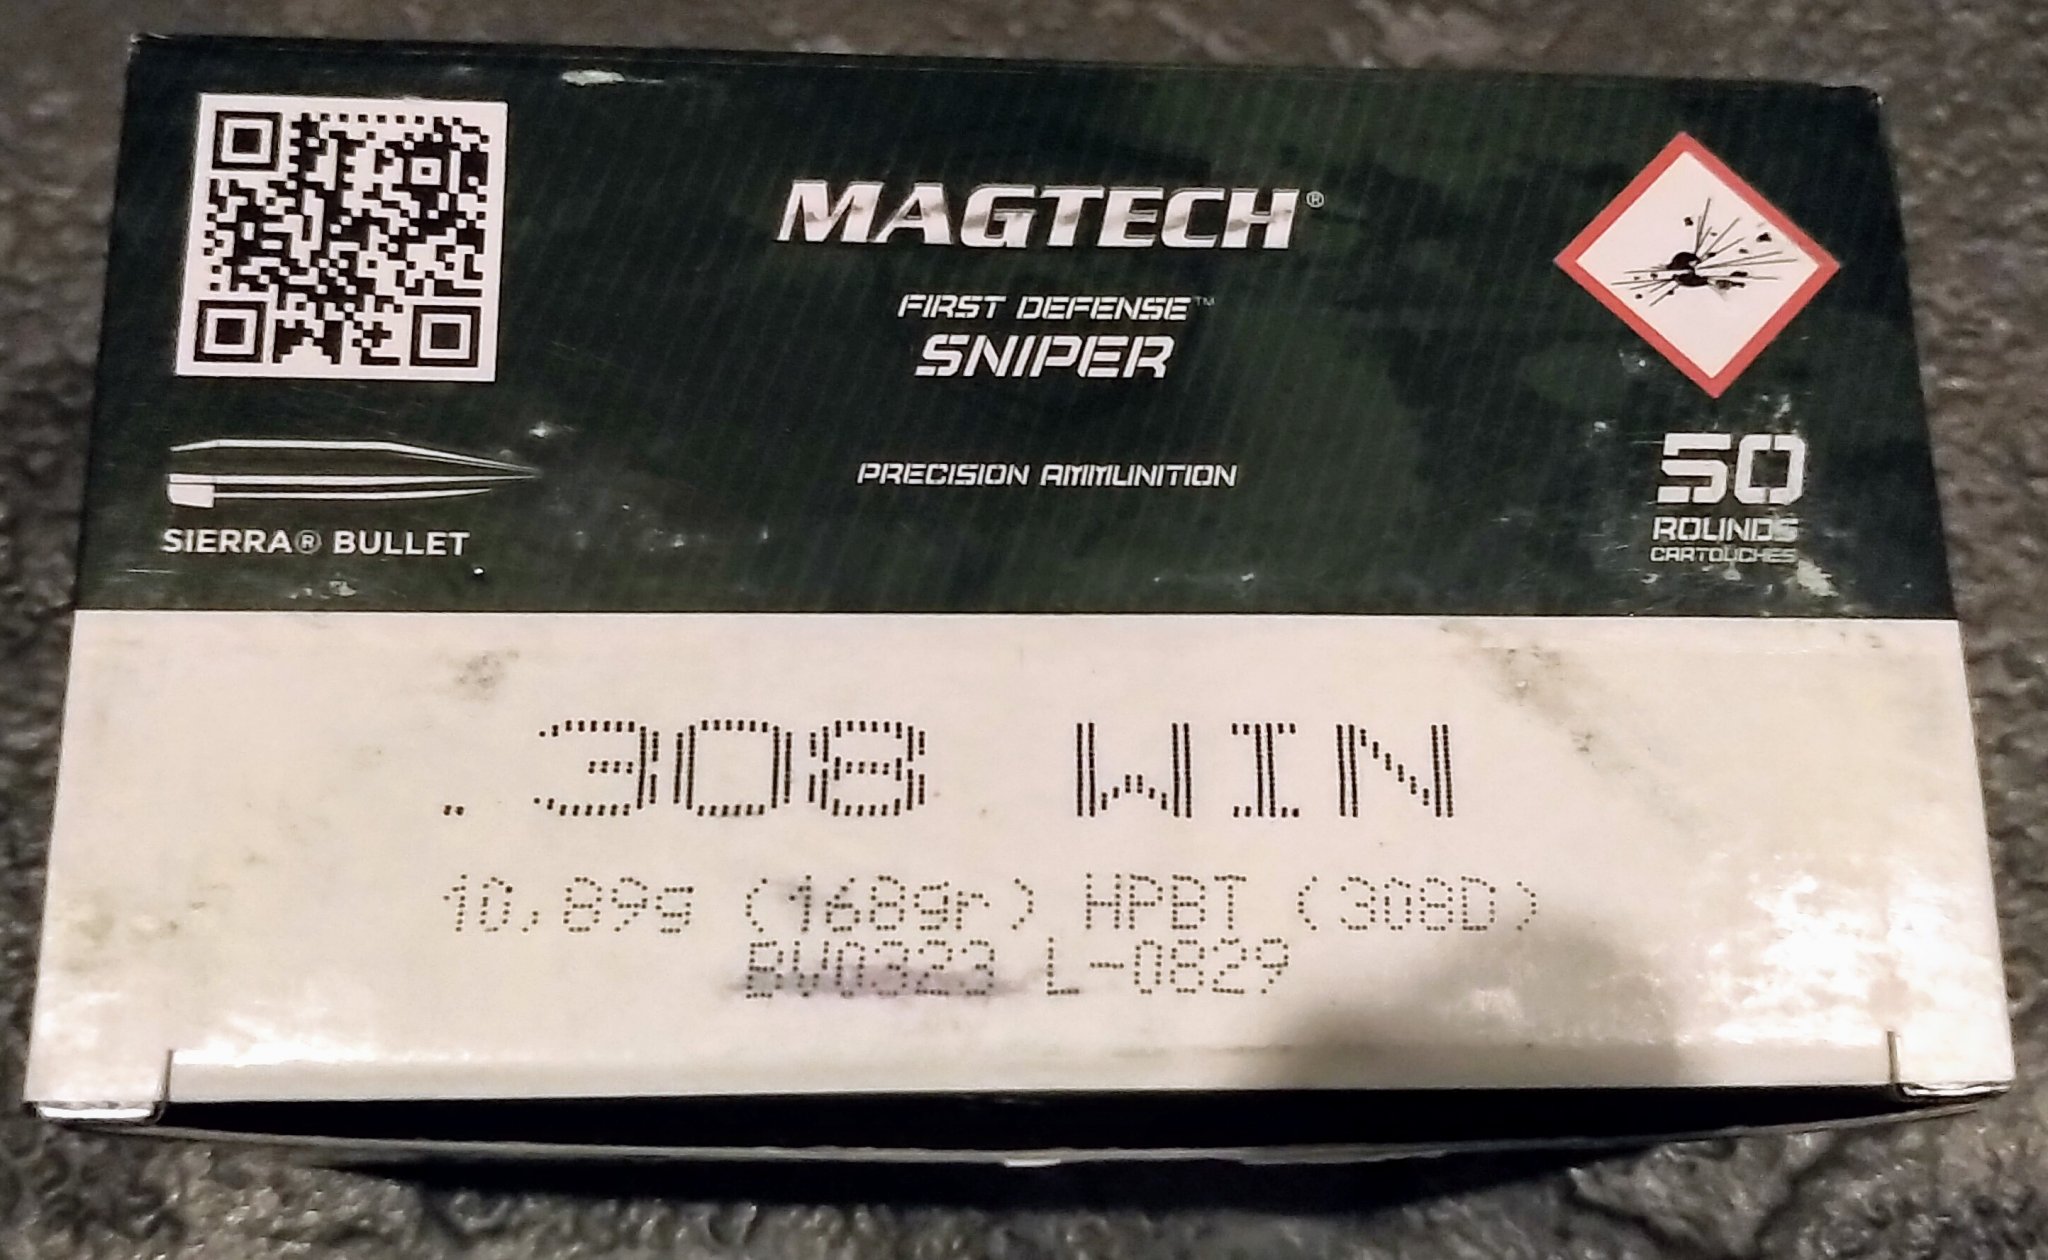 MAGTECH®
FIRST DEFENSE™
SNIPER
PRECISION AMMUNITION
SIERRA® BULLET
50
ROUNDS
CARTOUCHES
.308 WIN
10,89g (168gr) HPBT (308D)
BV0323 L-0829